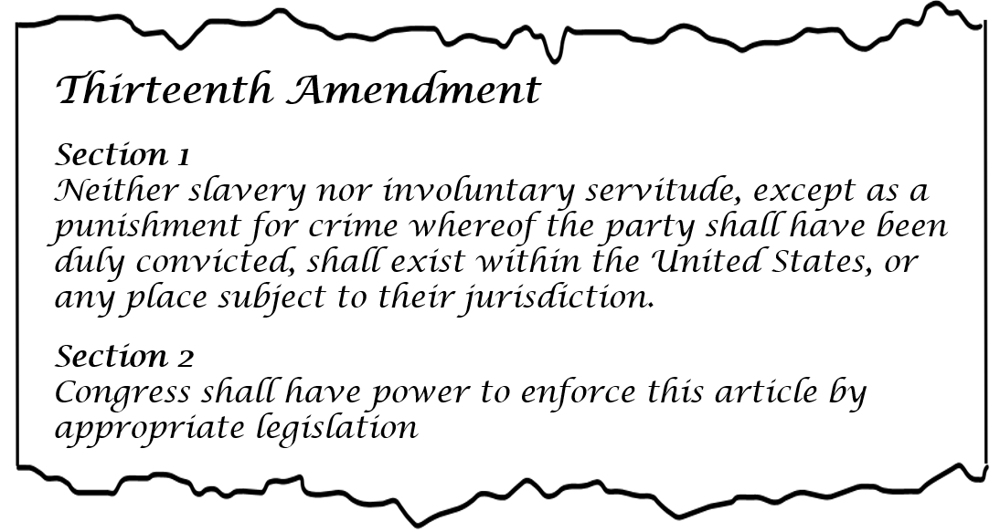 Thirteenth Amendment
Section 1
Neither slavery nor involuntary servitude, except as a
punishment for crime whereof the party shall have been
duly convicted, shall exist within the United States, or
any place subject to their jurisdiction.
Section 2
Congress shall have power to enforce this article by
appropriate legislation